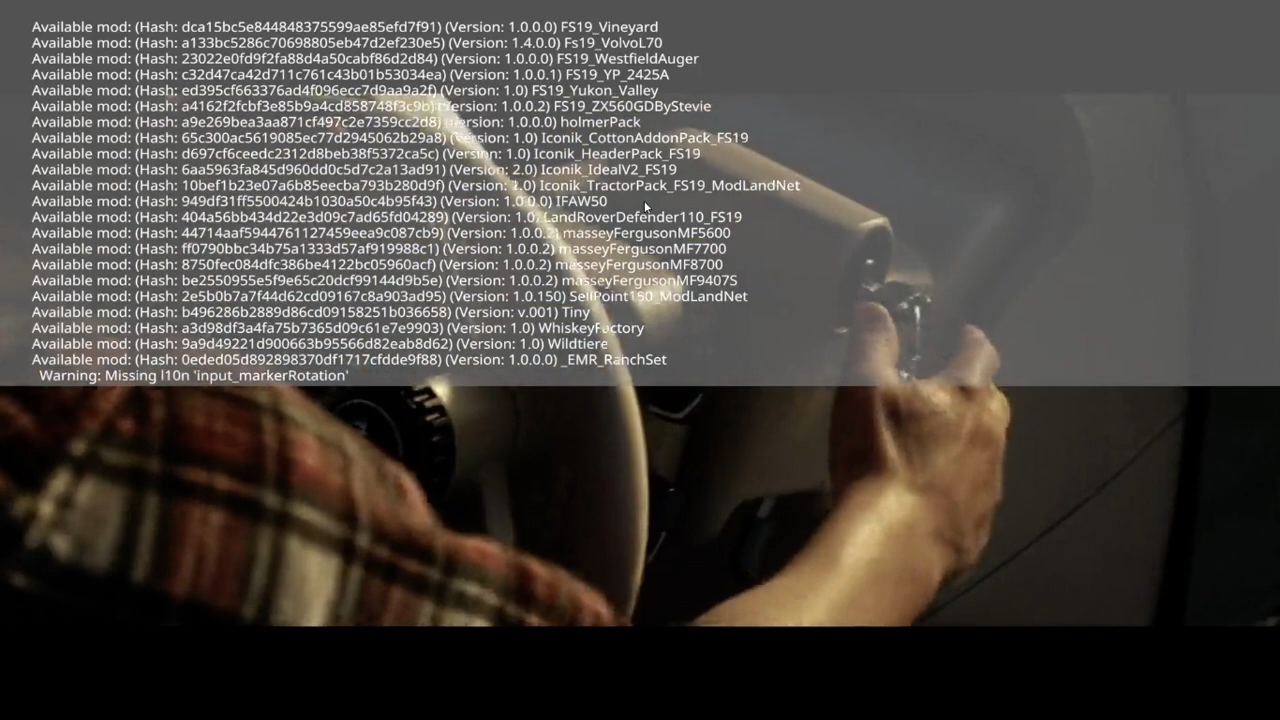 Available mod: (Hash: dca15bc5e844848375599ae85efd7f91) (Version: 1.0.0.0) FS19_Vineyard
Available mod: (Hash: a133bc5286c70698805eb47d2ef230e5) (Version: 1.4.0.0) Fs19_VolvoL70
Available mod: (Hash: 23022e0fd9f2fa88d4a50cabf86d2d84) (Version: 1.0.0.0) FS19_WestfieldAuger
Available mod: (Hash: c32d47ca42d711c761c43b01b53034ea) (Version: 1.0.0.1) FS19_YP_2425A
Available mod: (Hash: ed395cf663376ad4f096ecc7d9aa9a2f) (Version: 1.0) FS19_Yukon_Valley
Available mod: (Hash: a4162f2fcbf3e85b9a4cd858748f3c9b) (Version: 1.0.0.2) FS19_ZX560GDByStevie
Available mod: (Hash: a9e269bea3aa871cf497c2e7359cc2d8) (Version: 1.0.0.0) holmerPack
Available mod: (Hash: 65c300ac5619085ec77d2945062b29a8) (Version: 1.0) Iconik_CottonAddonPack_FS19
Available mod: (Hash: d697cf6ceedc2312d8beb38f5372ca5c) (Version: 1.0) Iconik_HeaderPack_FS19
Available mod: (Hash: 6aa5963fa845d960dd0c5d7c2a13ad91) (Version: 2.0) Iconik_IdealV2_FS19
Available mod: (Hash: 10bef1b23e07a6b85eecba793b280d9f) (Version: 1.0) Iconik_TractorPack_FS19_ModLandNet
Available mod: (Hash: 949df31ff5500424b1030a50c4b95f43) (Version: 1.0.0.0) IFAW50
Available mod: (Hash: 404a56bb434d22e3d09c7ad65fd04289) (Version: 1.0) LandRoverDefender110_FS19
Available mod: (Hash: 44714aaf5944761127459eea9c087cb9) (Version: 1.0.0.2) masseyFergusonMF5600
Available mod: (Hash: ff0790bbc34b75a1333d57af919988c1) (Version: 1.0.0.2) masseyFergusonMF7700
Available mod: (Hash: 8750fec084dfc386be4122bc05960acf) (Version: 1.0.0.2) masseyFergusonMF8700
Available mod: (Hash: be2550955e5f9e65c20dcf99144d9b5e) (Version: 1.0.0.2) masseyFergusonMF9407S
Available mod: (Hash: 2e5b0b7a7f44d62cd09167c8a903ad95) (Version: 1.0.150) SellPoint150_ModLandNet
Available mod: (Hash: b496286b2889d86cd09158251b036658) (Version: v.001) Tiny
Available mod: (Hash: a3d98df3a4fa75b7365d09c61e7e9903) (Version: 1.0) WhiskeyFactory
Available mod: (Hash: 9a9d49221d900663b95566d82eab8d62) (Version: 1.0) Wildtiere
Available mod: (Hash: 0eded05d892898370df1717cfdde9f88) (Version: 1.0.0.0) _EMR_RanchSet
Warning: Missing l10n 'input_markerRotation'